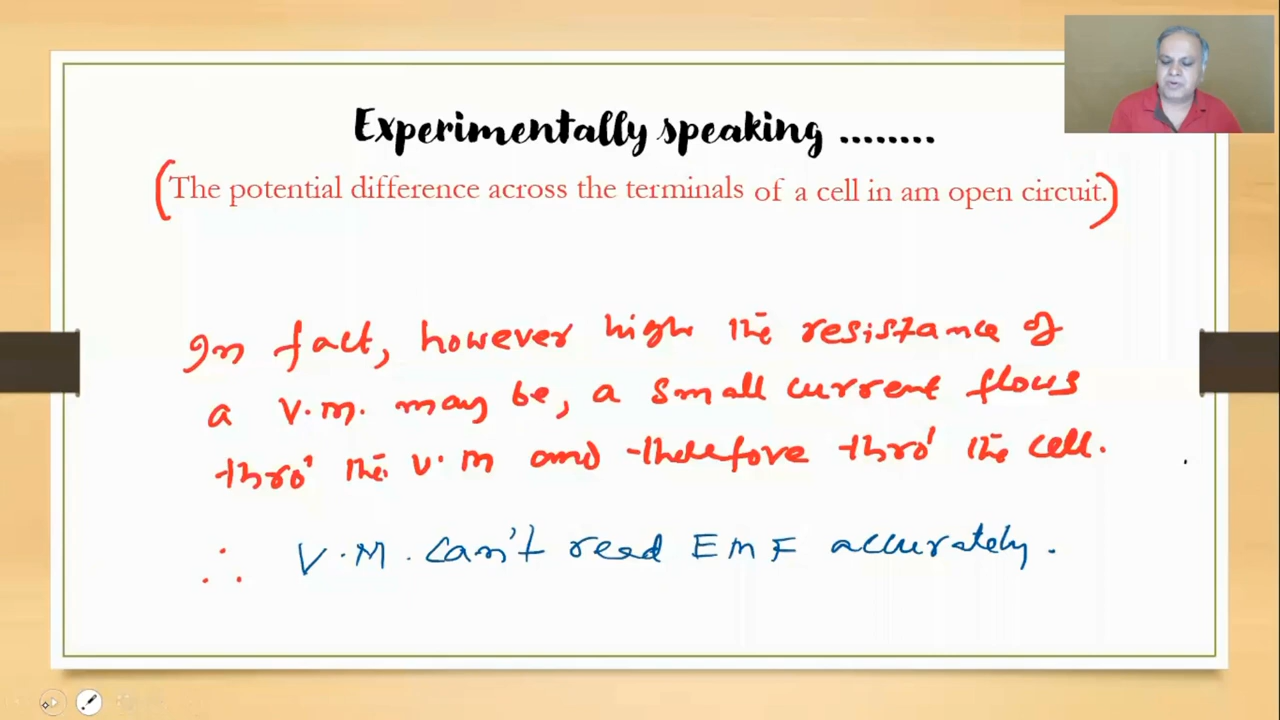 Experimentally speaking ........
(The potential difference across the terminals of a cell in am open circuit.)
In fact, however high the resistance of
a V.M. may be, a small current flows
thro' the V.M and therefore thro' the cell.
∴ V.M. can't read EMF accurately.